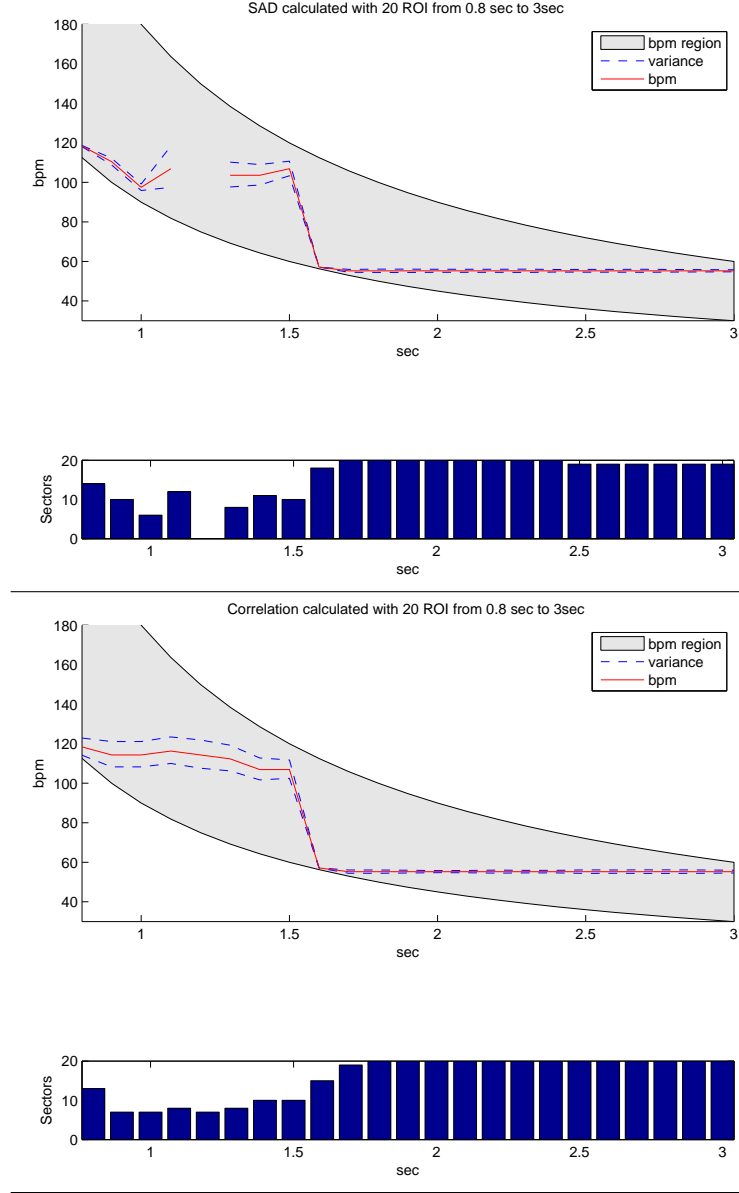 SAD calculated with 20 ROI from 0.8 sec to 3sec
180
160
140
120
100
80
60
40
bpm
bpm region
variance
bpm
1
1.5
2
2.5
3
sec
20
10
0
Sectors
1
1.5
2
2.5
3
sec
Correlation calculated with 20 ROI from 0.8 sec to 3sec
180
160
140
120
100
80
60
40
bpm
bpm region
variance
bpm
1
1.5
2
2.5
3
sec
20
10
0
Sectors
1
1.5
2
2.5
3
sec